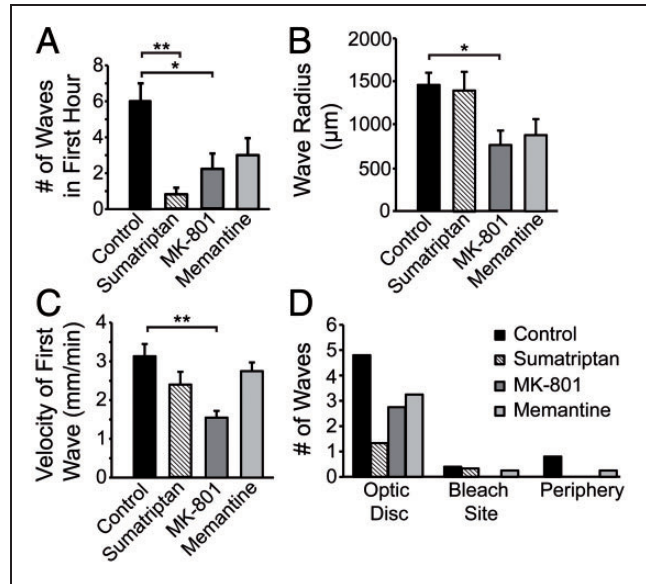 A
**
*
# of Waves
in First Hour
6
4
2
0
Control
Sumatriptan
MK-801
Memantine
B
*
Wave Radius
(µm)
2000
1500
1000
500
0
Control
Sumatriptan
MK-801
Memantine
C
**
Velocity of First
Wave (mm/min)
3
2
1
0
Control
Sumatriptan
MK-801
Memantine
D
# of Waves
5
4
3
2
1
0
Control
Sumatriptan
MK-801
Memantine
Optic
Disc
Bleach
Site
Periphery